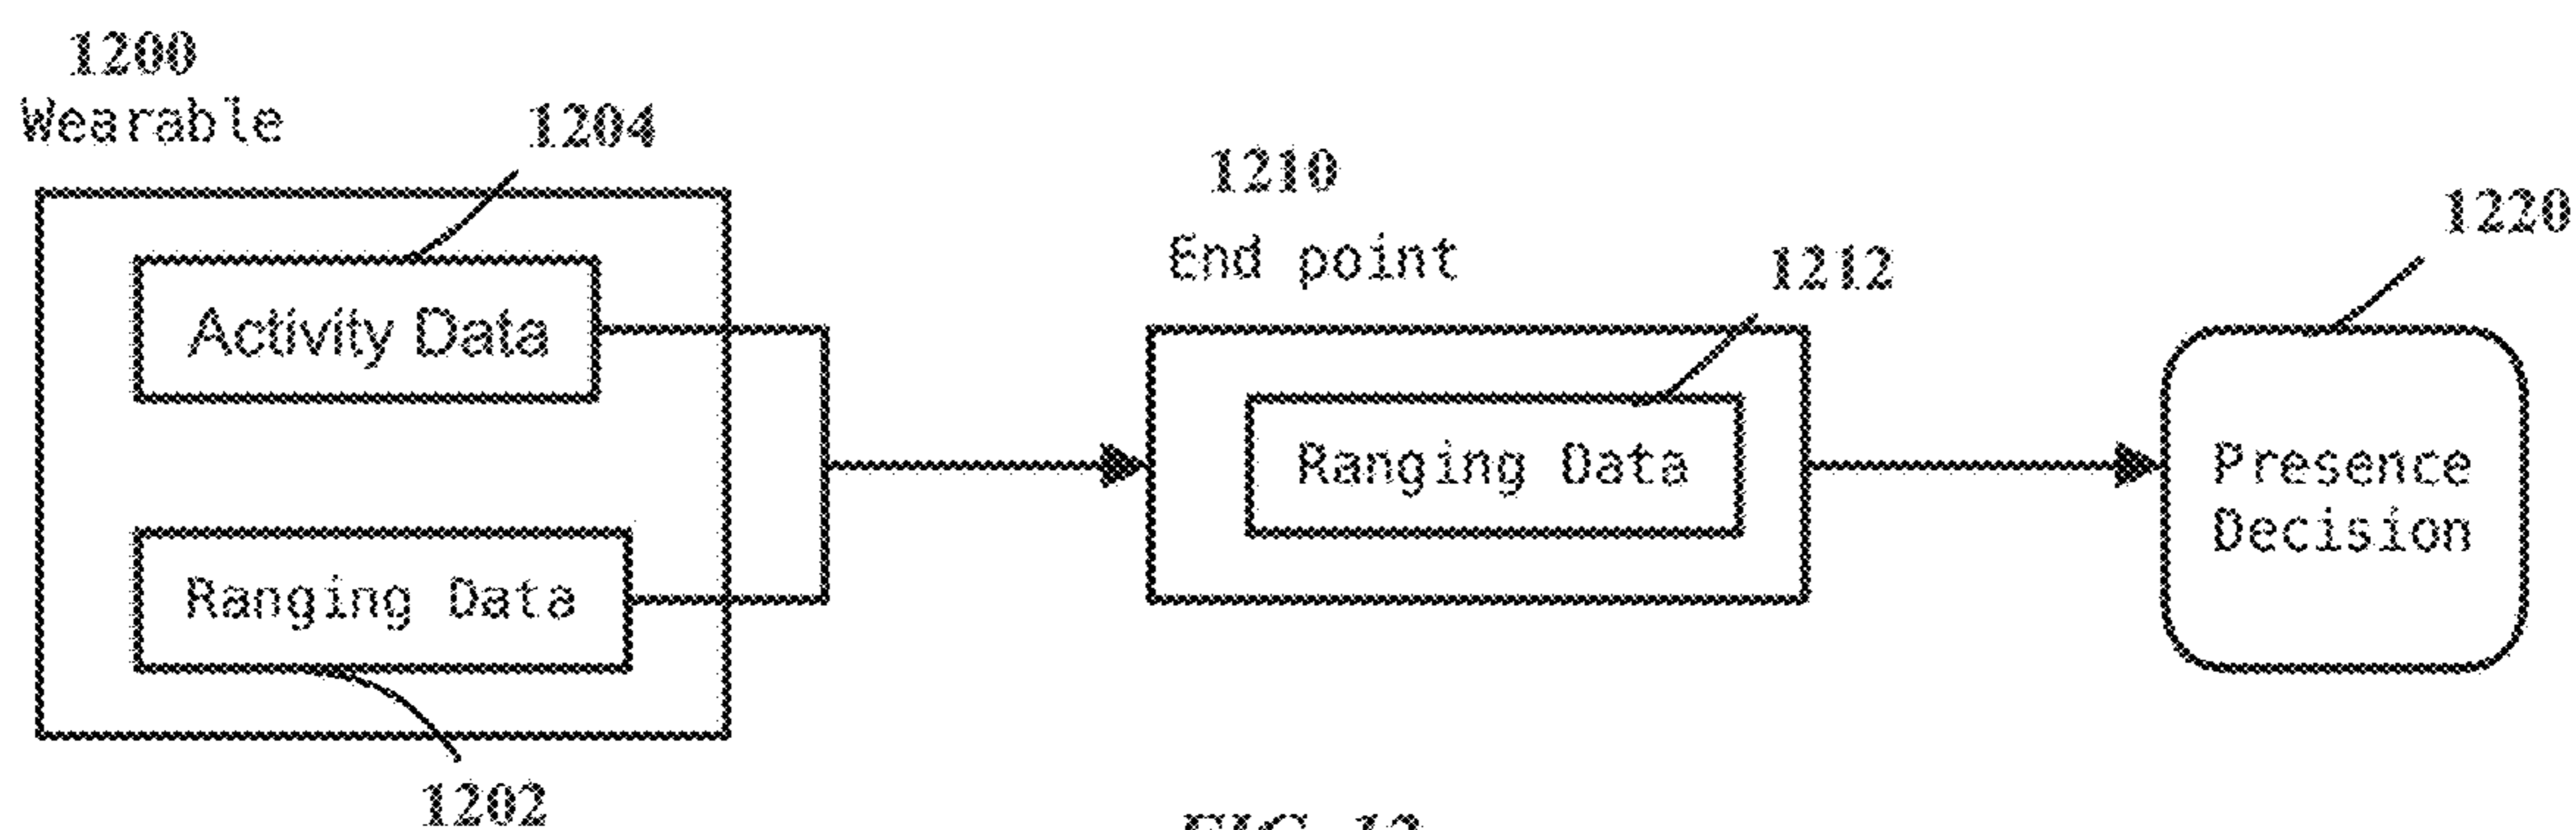 1200
Wearable
1204
Activity Data
Ranging Data
1202
1210
End point
1212
Ranging Data
1220
Presence
Decision